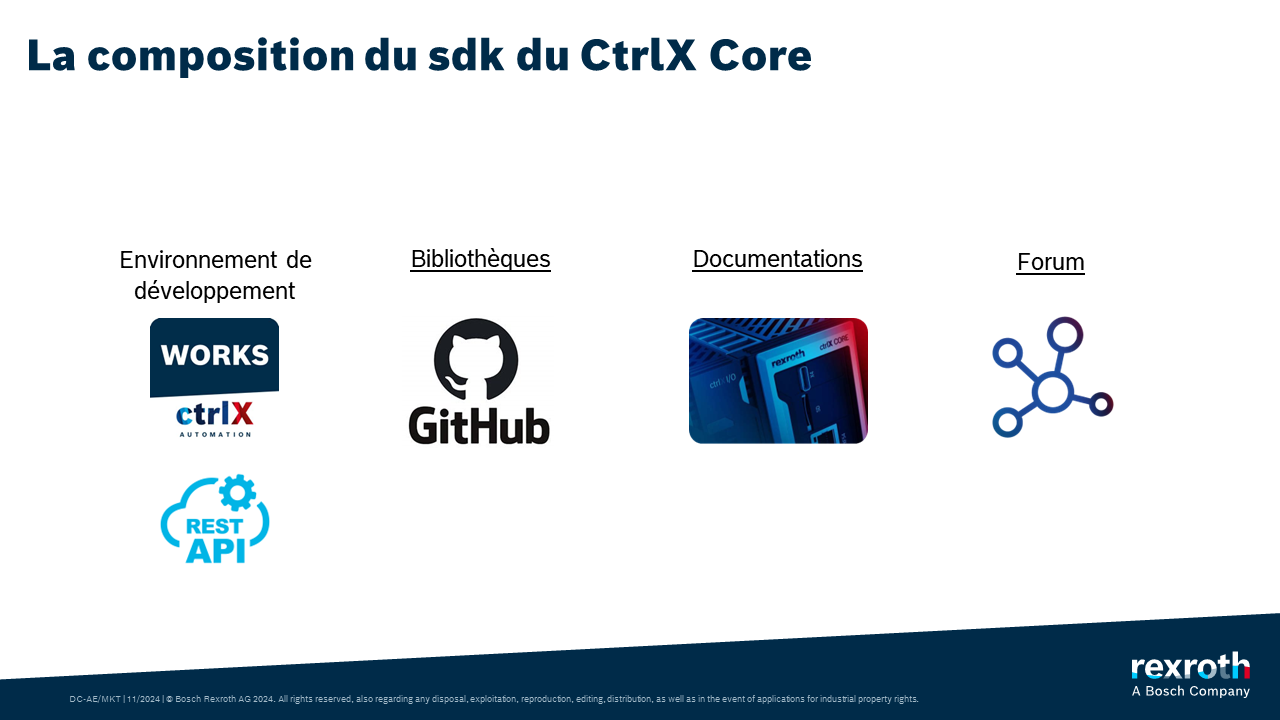 La composition du sdk du CtrlX Core
Environnement de
développement
Bibliothèques
Documentations
Forum
WORKS
ctrlX
AUTOMATION
GitHub
rexroth
ctrlX CORE
ctrlX I/O
REST
API
rexroth
A Bosch Company
DC-AE/MKT | 11/2024 | © Bosch Rexroth AG 2024. All rights reserved, also regarding any disposal, exploitation, reproduction, editing, distribution, as well as in the event of applications for industrial property rights.